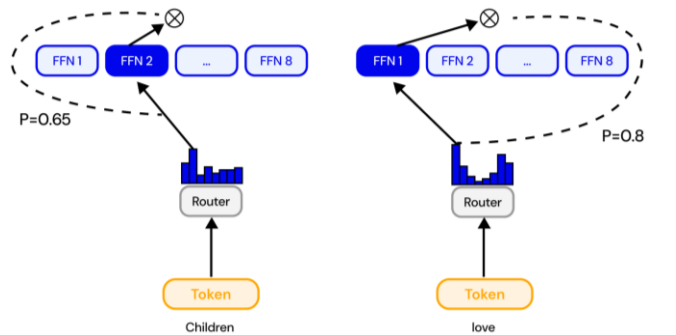 FFN 1
FFN 2
...
FFN 8
P=0.65
Router
Token
Children
FFN 1
FFN 2
...
FFN 8
P=0.8
Router
Token
love